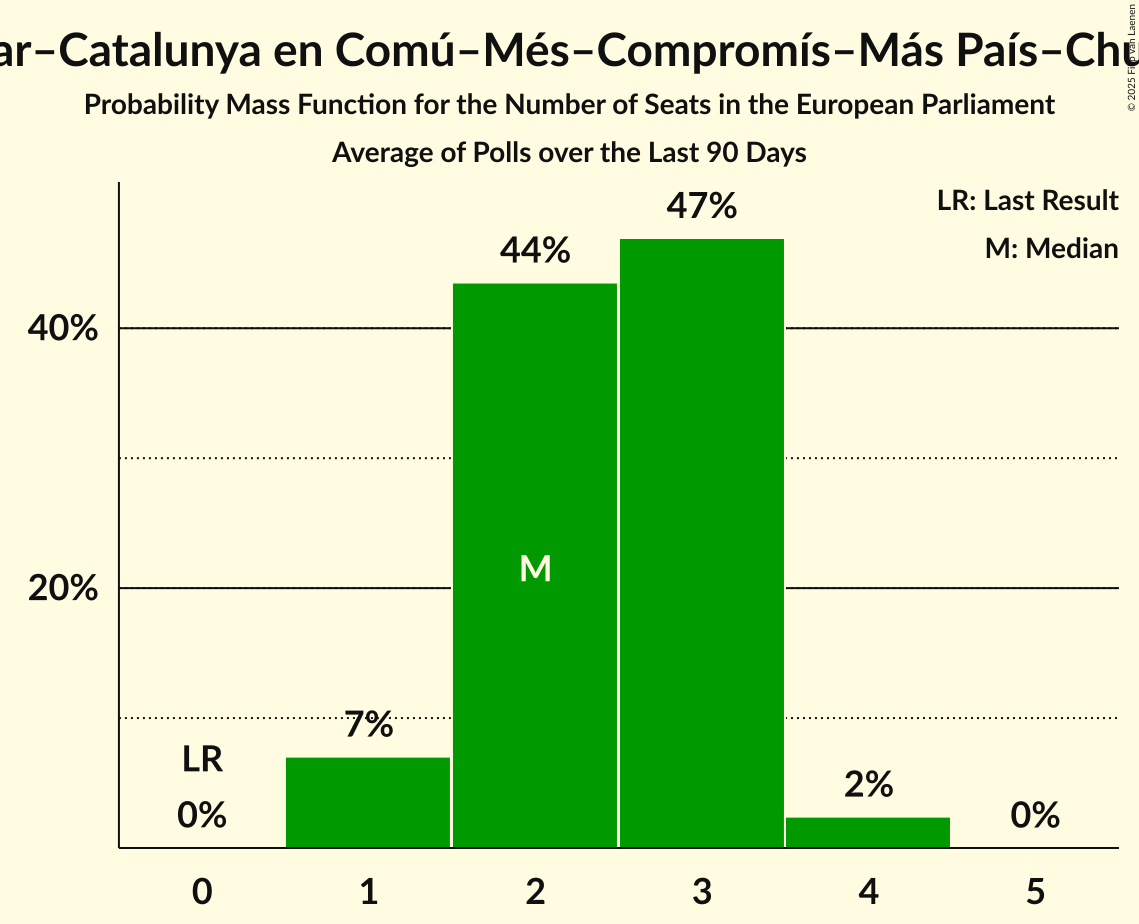 ar–Catalunya en Comú–Més–Compromís–Más País–Chu
Probability Mass Function for the Number of Seats in the European Parliament
Average of Polls over the Last 90 Days
© 2025 Filip van Laenen
LR: Last Result
M: Median
47%
44%
40%
M
20%
7%
LR
2%
0%
0%
0 1 2 3 4 5